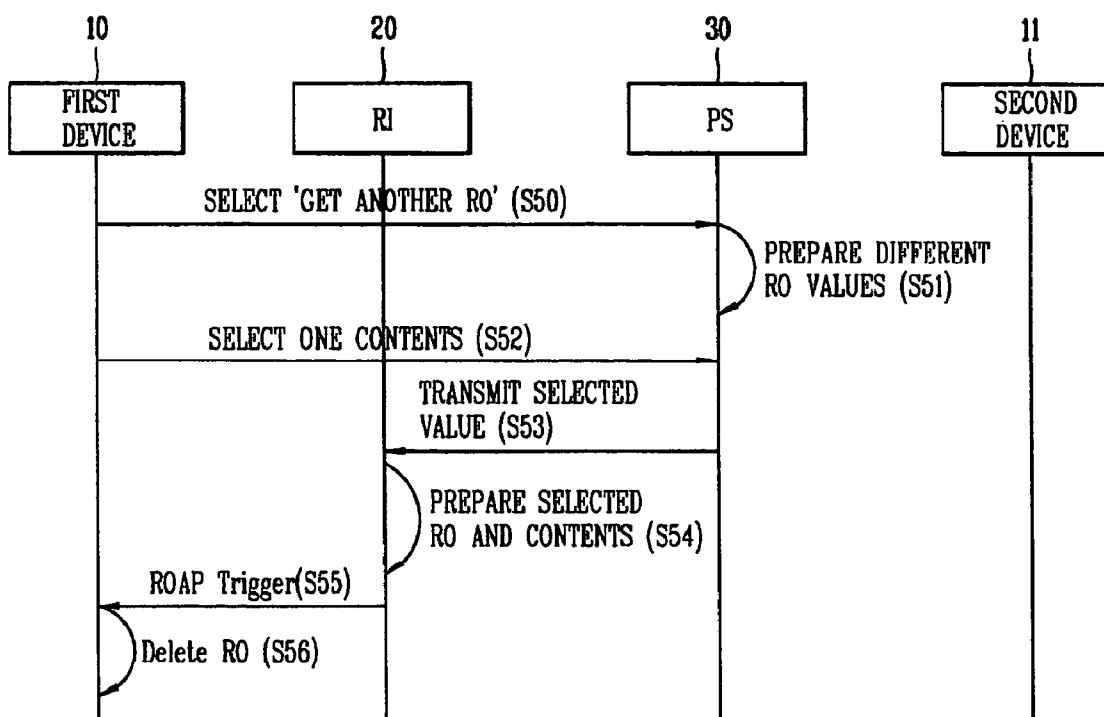 10
20
30
11
FIRST
DEVICE
RI
PS
SECOND
DEVICE
SELECT 'GET ANOTHER RO' (S50)
PREPARE DIFFERENT
RO VALUES (S51)
SELECT ONE CONTENTS (S52)
TRANSMIT SELECTED
VALUE (S53)
PREPARE SELECTED
RO AND CONTENTS (S54)
ROAP Trigger(S55)
Delete RO (S56)